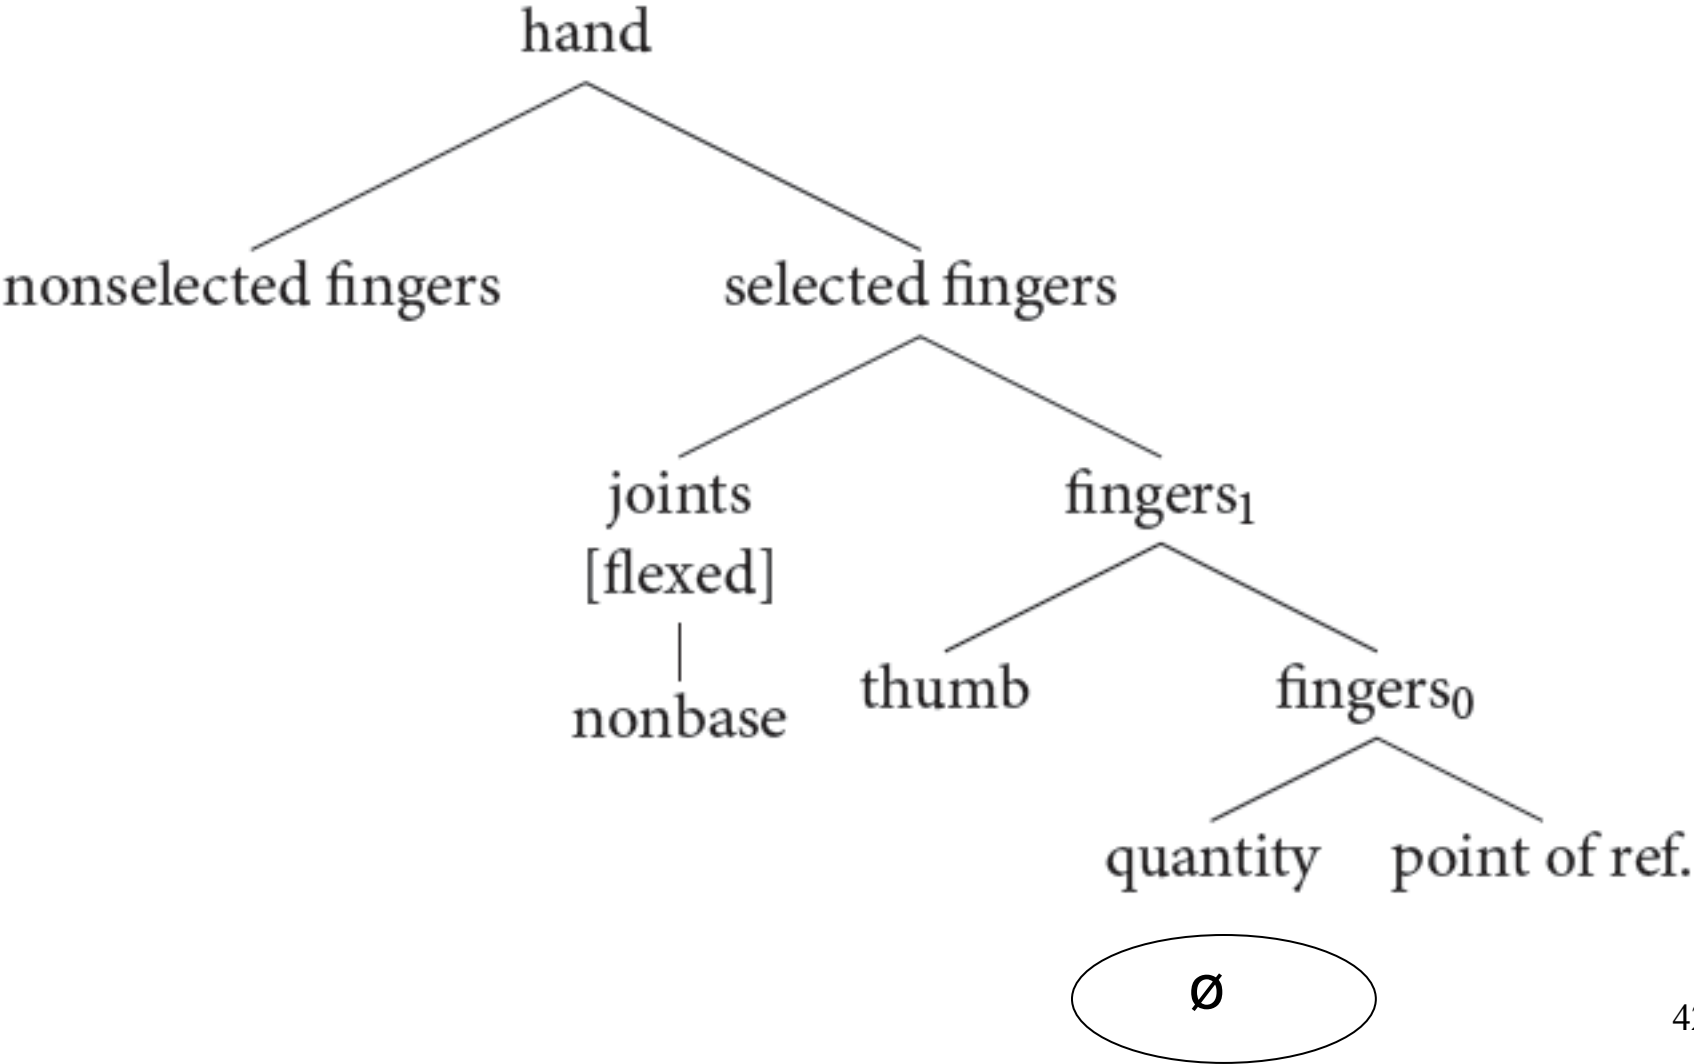 hand
nonselected fingers selected fingers
joints fingers1
[flexed]
thumb fingers0
nonbase
quantity point of ref.
Ø